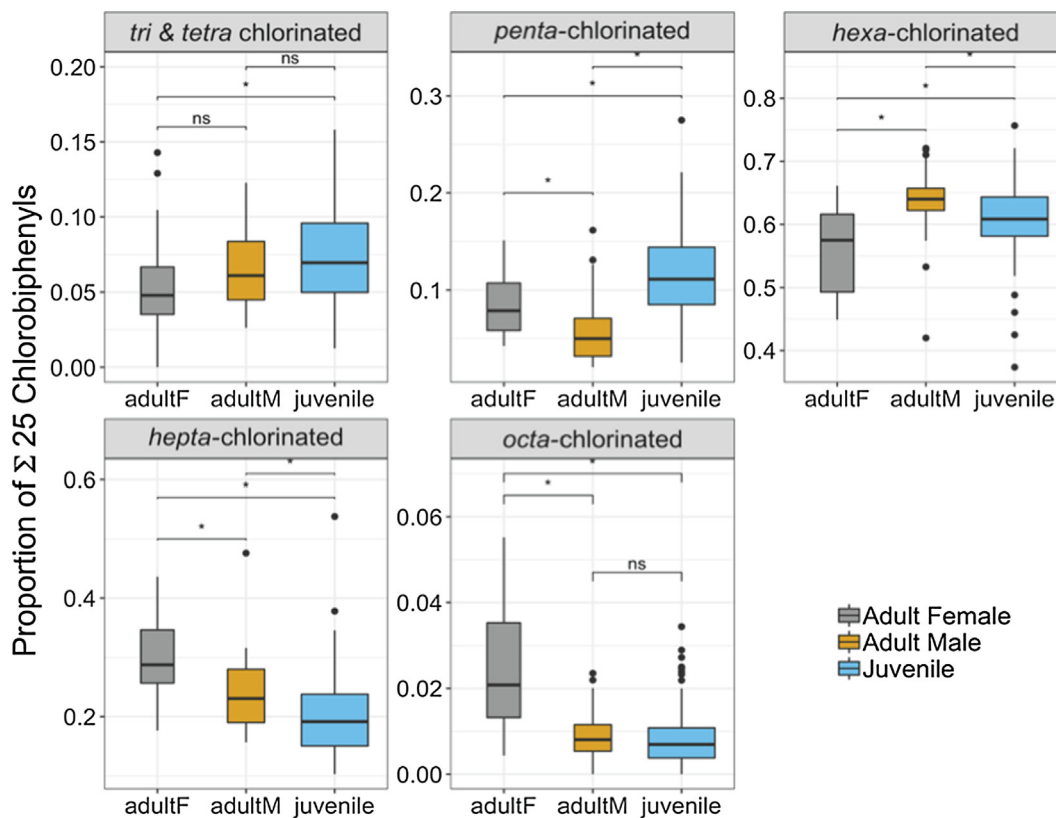 Proportion of Σ 25 Chlorobiphenyls
tri & tetra chlorinated
0.20
0.15
0.10
0.05
0.00
ns
*
ns
adultF adultM juvenile
penta-chlorinated
0.3
0.2
0.1
*
*
*
adultF adultM juvenile
hexa-chlorinated
0.8
0.7
0.6
0.5
0.4
*
*
*
adultF adultM juvenile
hepta-chlorinated
0.6
0.4
0.2
*
*
*
adultF adultM juvenile
octa-chlorinated
0.06
0.04
0.02
0.00
*
*
ns
adultF adultM juvenile
Adult Female
Adult Male
Juvenile